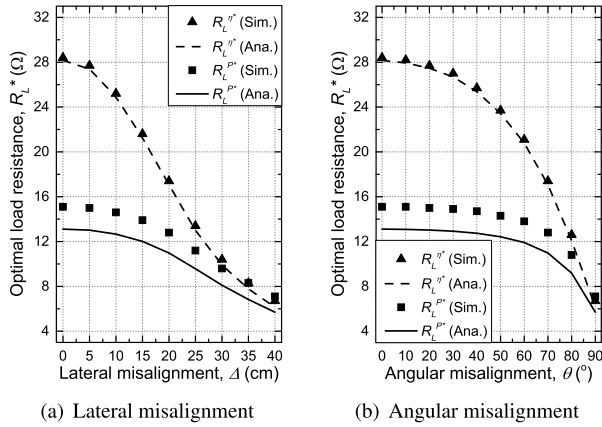 R_L^{η*} (Sim.)
R_L^{η*} (Ana.)
R_L^{P*} (Sim.)
R_L^{P*} (Ana.)
Optimal load resistance, R_L* (Ω)
28
24
20
16
12
8
4
0 5 10 15 20 25 30 35 40
Lateral misalignment, Δ (cm)
(a) Lateral misalignment
Optimal load resistance, R_L* (Ω)
28
24
20
16
12
8
4
R_L^{η*} (Sim.)
R_L^{η*} (Ana.)
R_L^{P*} (Sim.)
R_L^{P*} (Ana.)
0 10 20 30 40 50 60 70 80 90
Angular misalignment, θ (°)
(b) Angular misalignment